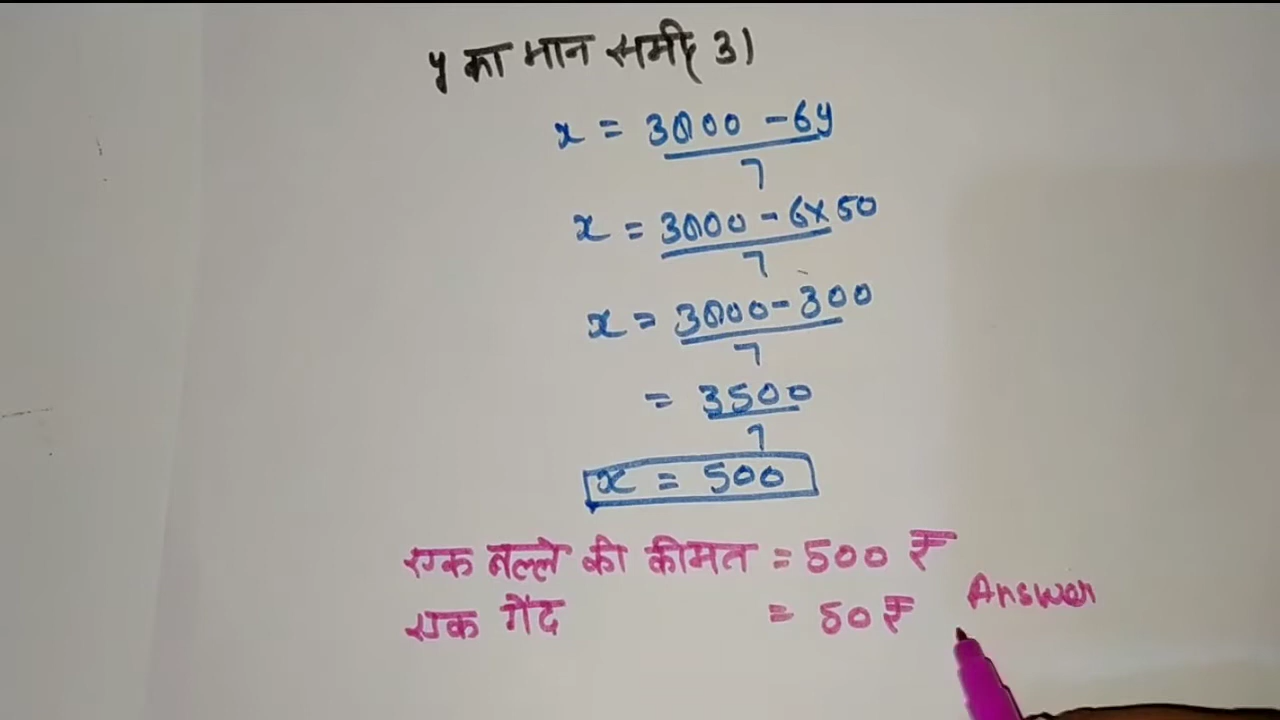 y का मान समी 3)
x = 3000 - 6y
7
x = 3000 - 6x50
7
x = 3000 - 300
7
= 3500
7
x = 500
एक बल्ले की कीमत = 500 ₹
एक गेंद = 50 ₹
Answer